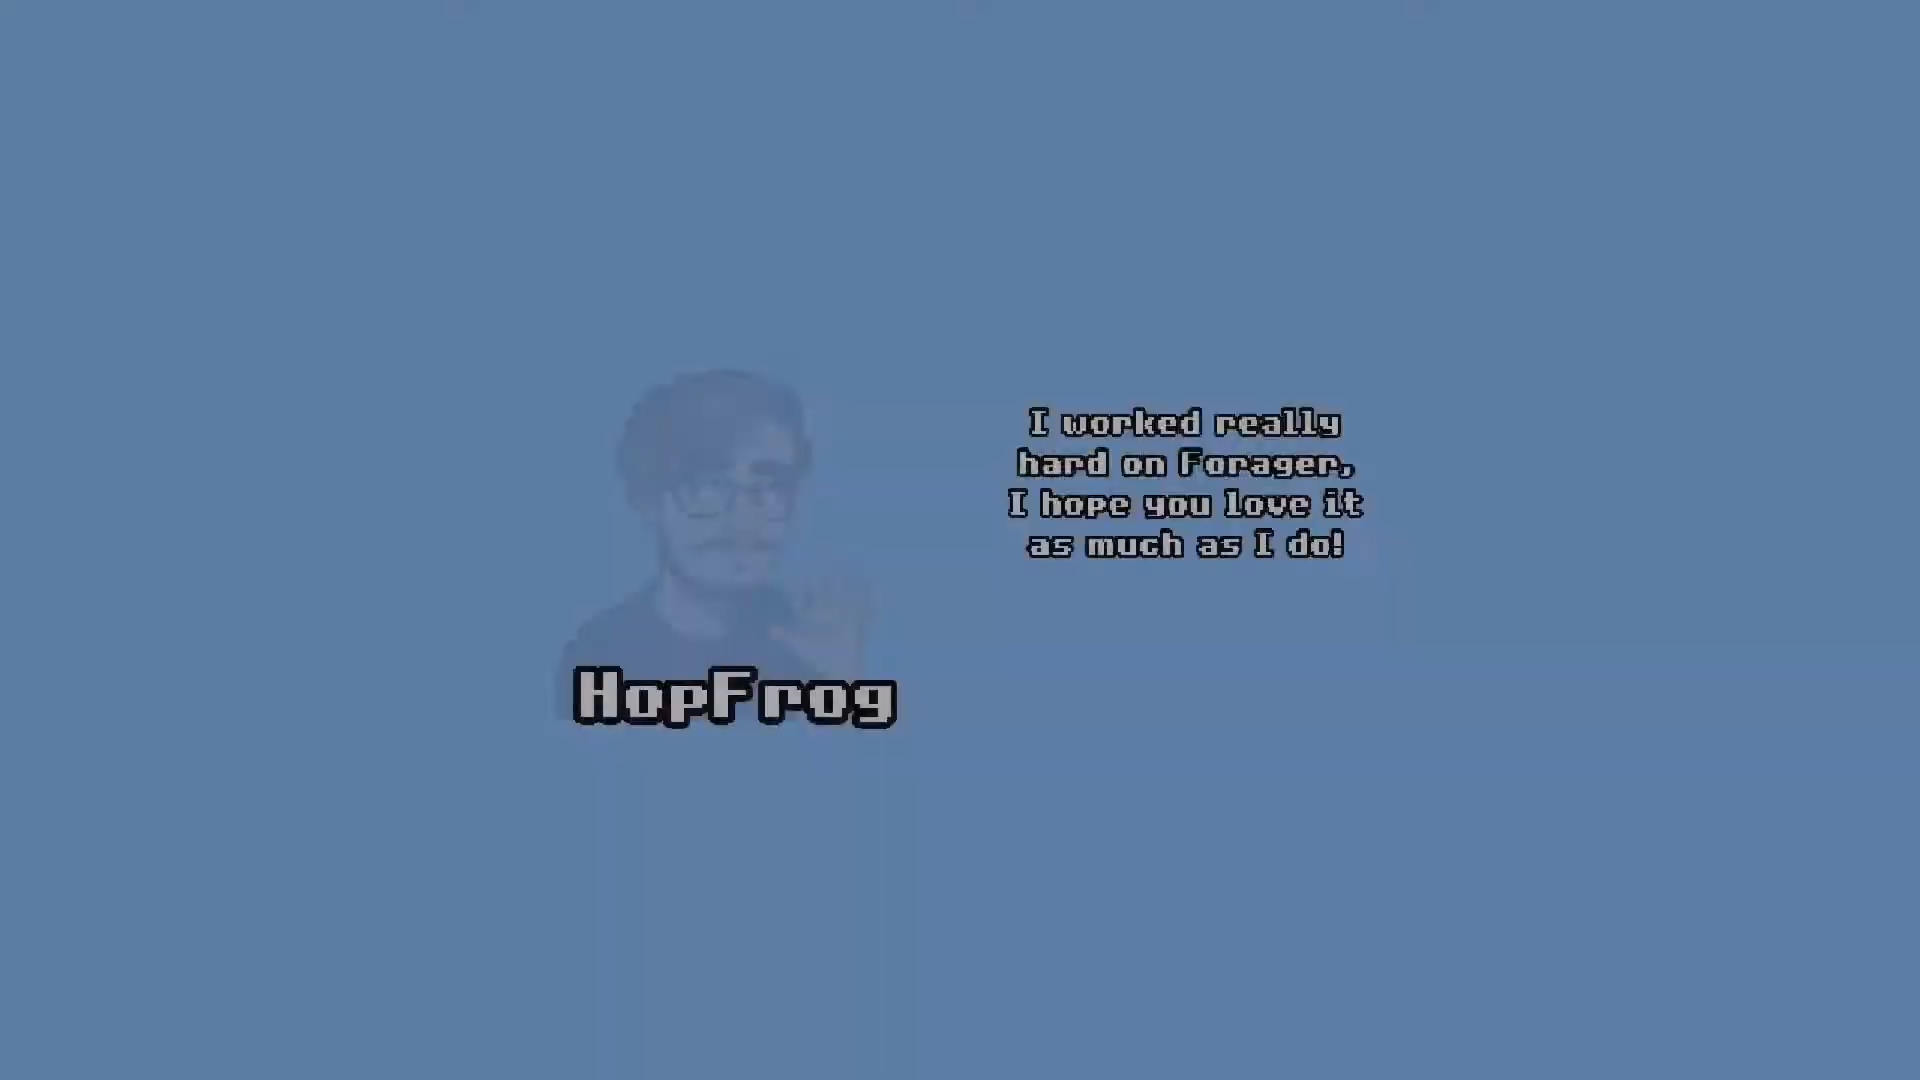 I worked really
hard on Forager,
I hope you love it
as much as I do!
HopFrog